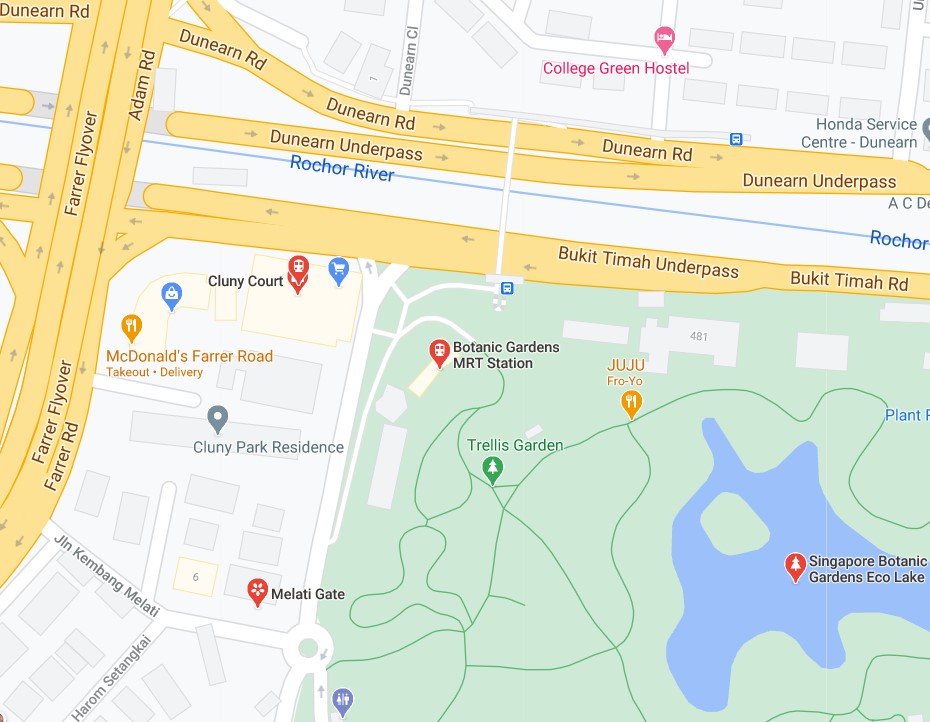 Dunearn Rd
Dunearn Rd
Adam Rd
Dunearn Cl
1
College Green Hostel
Dunearn Rd
Dunearn Underpass
Dunearn Rd
Honda Service
Centre - Dunearn
Farrer Flyover
Rochor River
Dunearn Underpass
A C De
Rochor
Bukit Timah Underpass
Bukit Timah Rd
Cluny Court
McDonald's Farrer Road
Takeout • Delivery
Botanic Gardens
MRT Station
481
JUJU
Fro-Yo
Farrer Flyover
Farrer Rd
Cluny Park Residence
Trellis Garden
Plant
Jln Kembang Melati
6
Melati Gate
Singapore Botanic
Gardens Eco Lake
Harom Setangkai